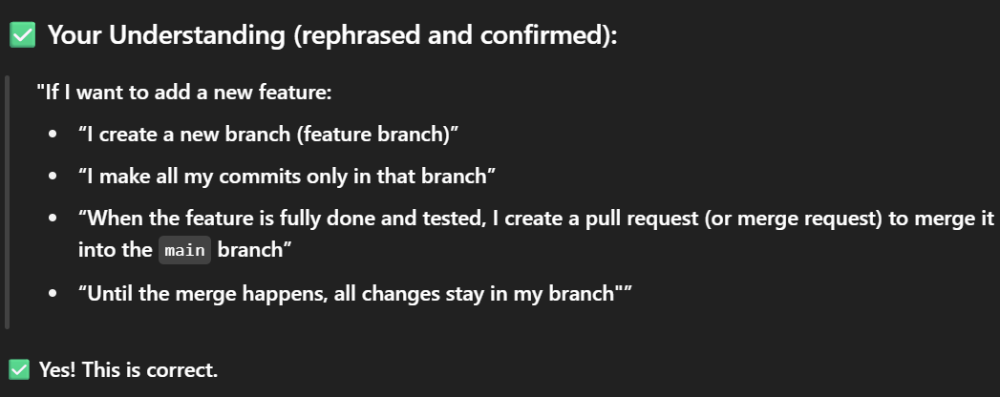 ✅ Your Understanding (rephrased and confirmed):
"If I want to add a new feature:
• “I create a new branch (feature branch)”
• “I make all my commits only in that branch”
• “When the feature is fully done and tested, I create a pull request (or merge request) to merge it
into the main branch”
• “Until the merge happens, all changes stay in my branch"”
✅ Yes! This is correct.